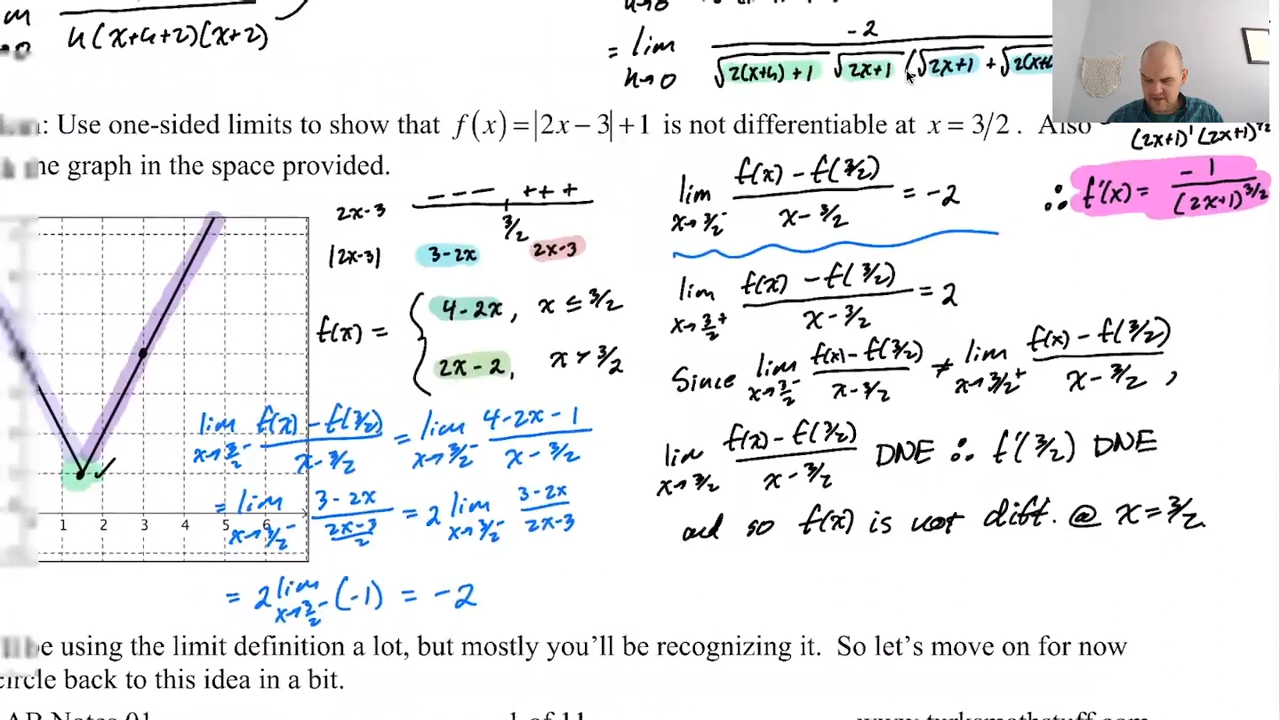 lim
h(x+h+2)(x+2)
h→0
= lim h→0 -2 / √2(x+h)+1 √2x+1 (√2x+1 + √2(x+h
(2x+1)¹ (2x+1)^1/2
∴ f'(x) = -1 / (2x+1)^3/2
: Use one-sided limits to show that f(x)=|2x−3|+1 is not differentiable at x=3/2. Also
the graph in the space provided.
2x-3 --- +++
3/2
|2x-3| 3-2x 2x-3
f(x) = { 4-2x, x ≤ 3/2
2x-2, x > 3/2
lim x→3/2⁻ f(x) - f(3/2) / x-3/2 = lim x→3/2⁻ 4-2x-1 / x-3/2
= lim x→3/2⁻ 3-2x / (2x-3)/2 = 2 lim x→3/2⁻ 3-2x / 2x-3
= 2 lim x→3/2⁻ (-1) = -2
1 2 3 4 5 6
lim x→3/2⁻ f(x) - f(3/2) / x-3/2 = -2
lim x→3/2⁺ f(x) - f(3/2) / x-3/2 = 2
Since lim x→3/2⁻ f(x)-f(3/2) / x-3/2 ≠ lim x→3/2⁺ f(x)-f(3/2) / x-3/2 ,
lim x→3/2 f(x)-f(3/2) / x-3/2 DNE ∴ f'(3/2) DNE
and so f(x) is not diff. @ x=3/2
be using the limit definition a lot, but mostly you'll be recognizing it. So let's move on for now
circle back to this idea in a bit.